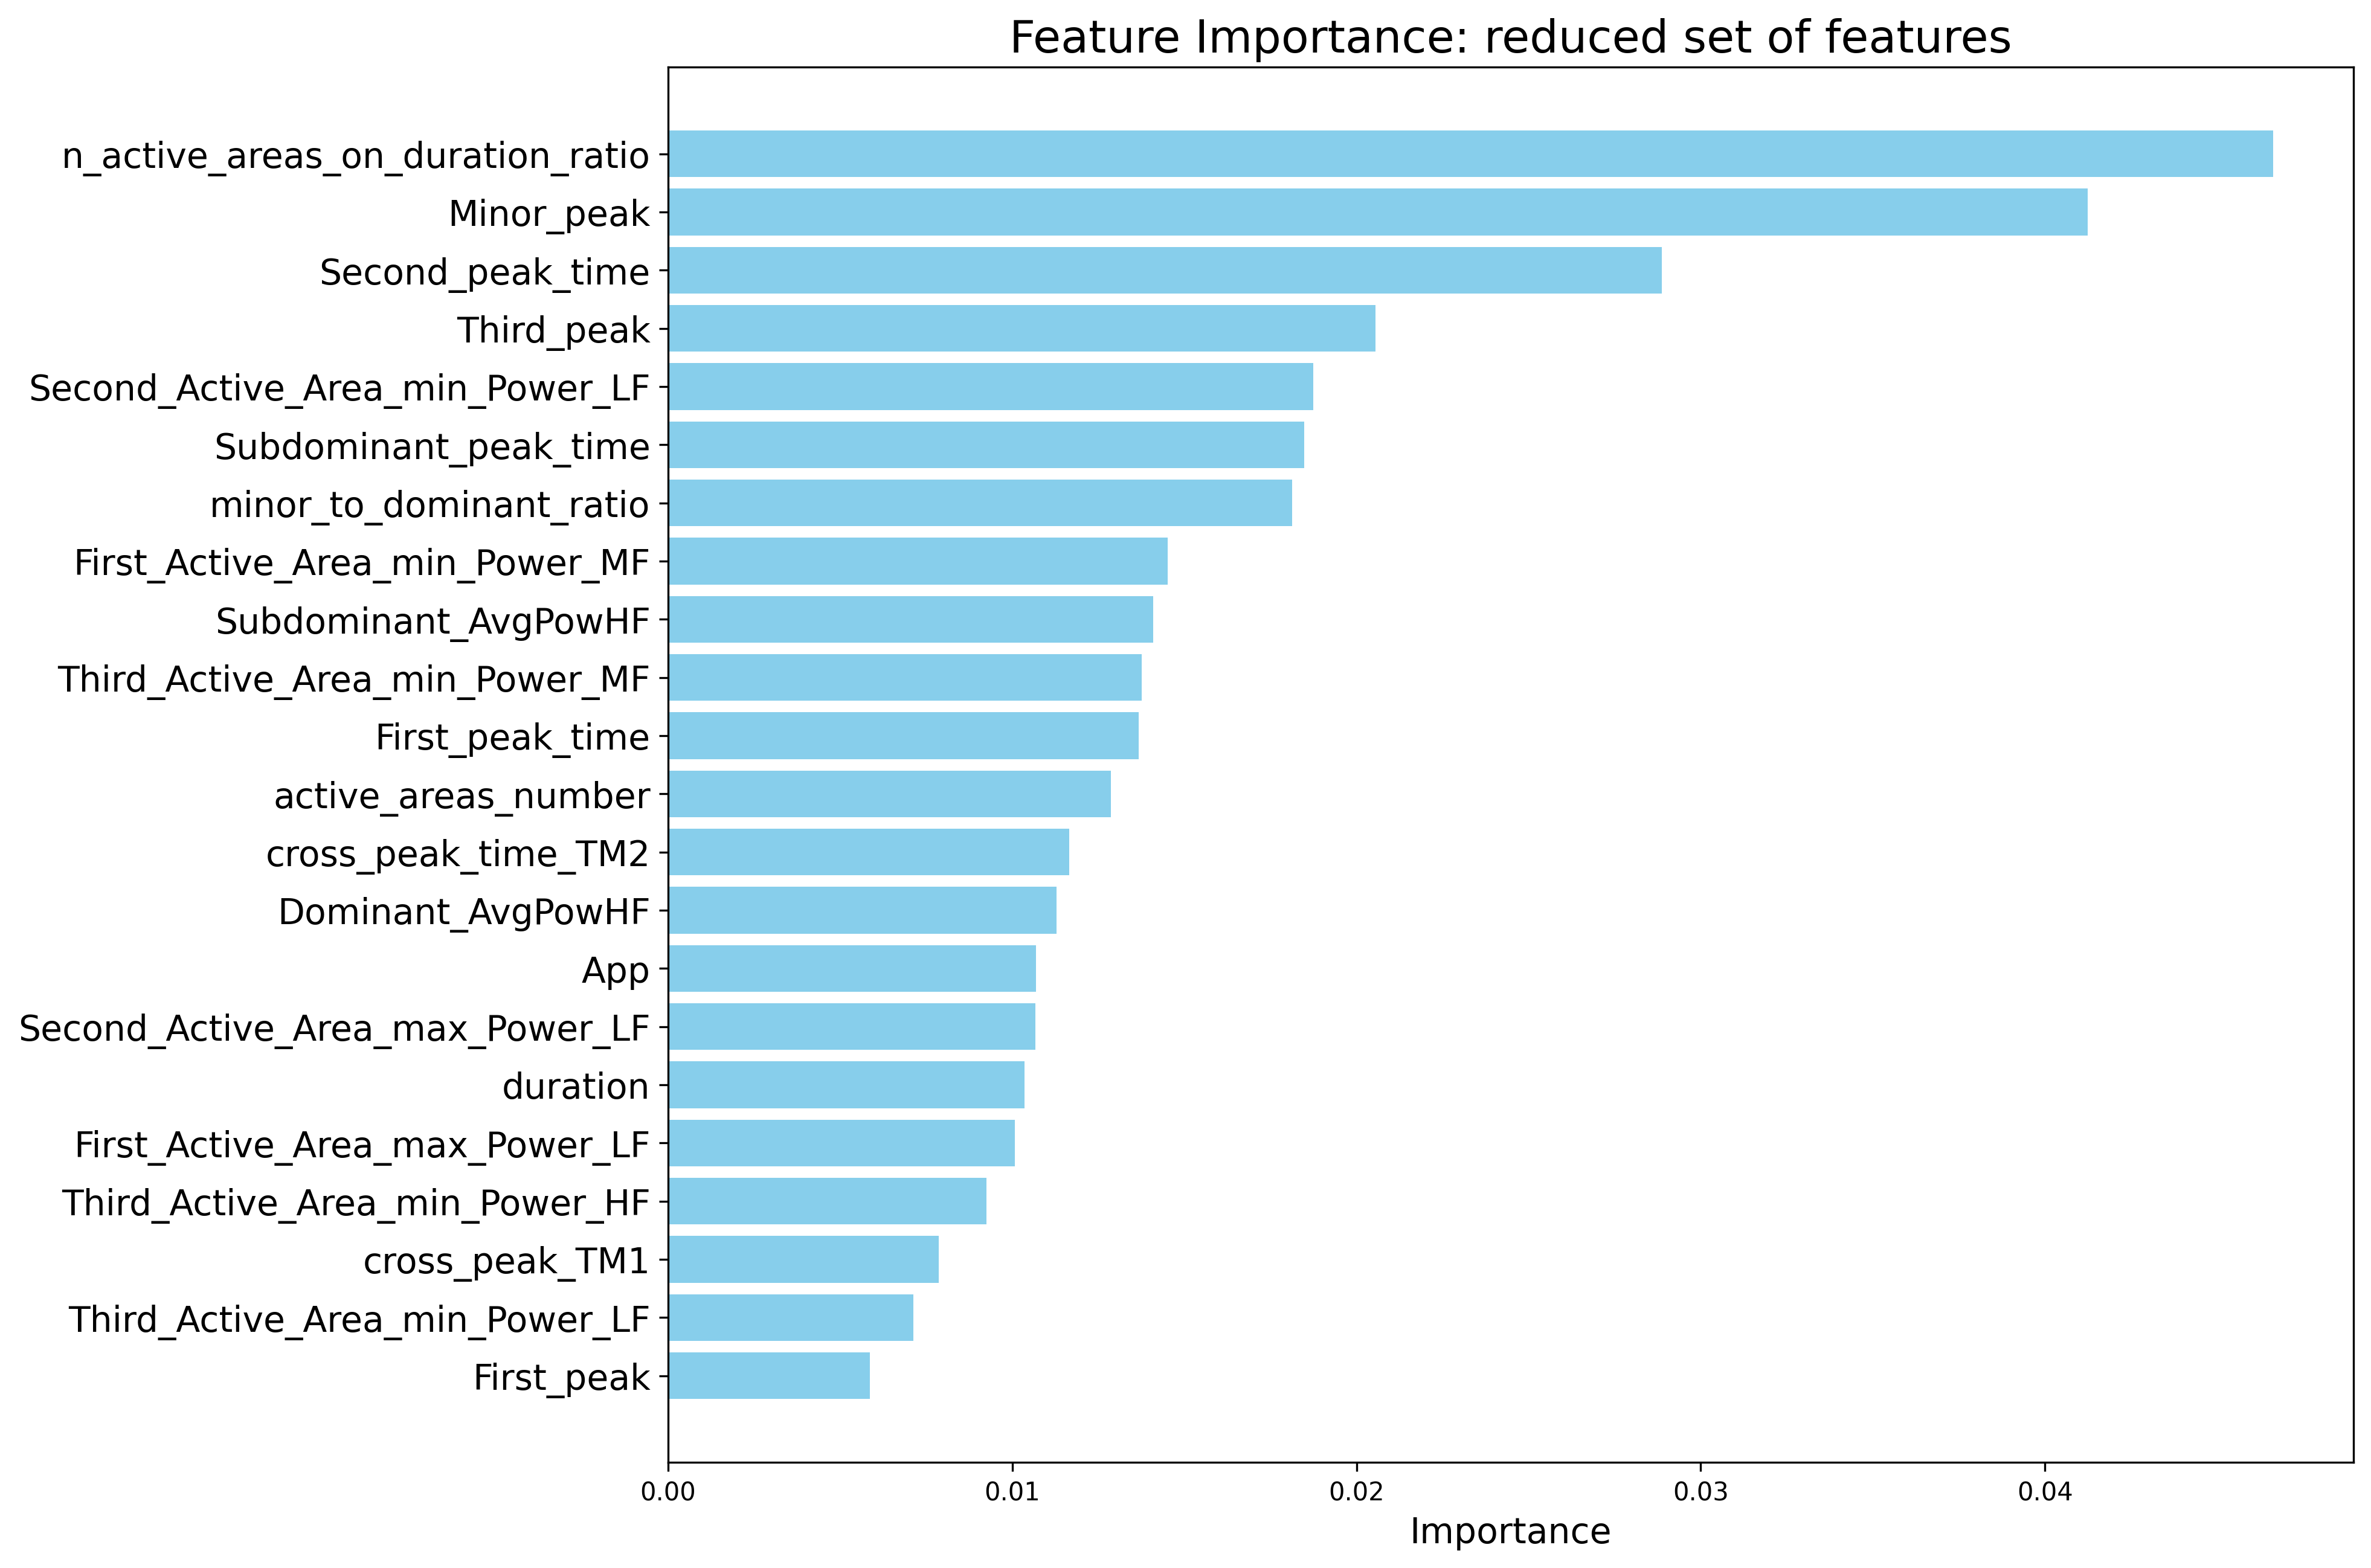 Feature Importance: reduced set of features
n_active_areas_on_duration_ratio
Minor_peak
Second_peak_time
Third_peak
Second_Active_Area_min_Power_LF
Subdominant_peak_time
minor_to_dominant_ratio
First_Active_Area_min_Power_MF
Subdominant_AvgPowHF
Third_Active_Area_min_Power_MF
First_peak_time
active_areas_number
cross_peak_time_TM2
Dominant_AvgPowHF
App
Second_Active_Area_max_Power_LF
duration
First_Active_Area_max_Power_LF
Third_Active_Area_min_Power_HF
cross_peak_TM1
Third_Active_Area_min_Power_LF
First_peak
0.00 0.01 0.02 0.03 0.04
Importance